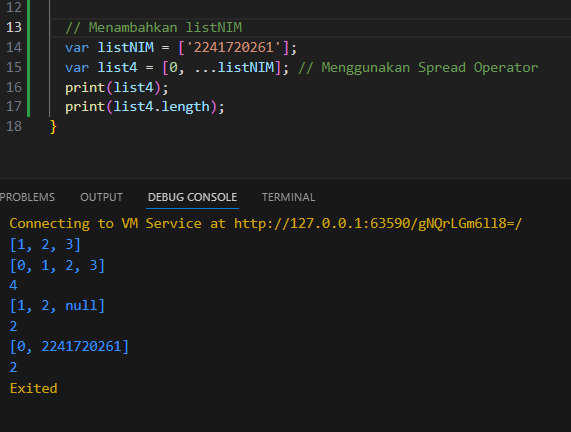 12
13 // Menambahkan listNIM
14 var listNIM = ['2241720261'];
15 var list4 = [0, ...listNIM]; // Menggunakan Spread Operator
16 print(list4);
17 print(list4.length);
18 }
PROBLEMS OUTPUT DEBUG CONSOLE TERMINAL
Connecting to VM Service at http://127.0.0.1:63590/gNQrLGm6ll8=/
[1, 2, 3]
[0, 1, 2, 3]
4
[1, 2, null]
2
[0, 2241720261]
2
Exited